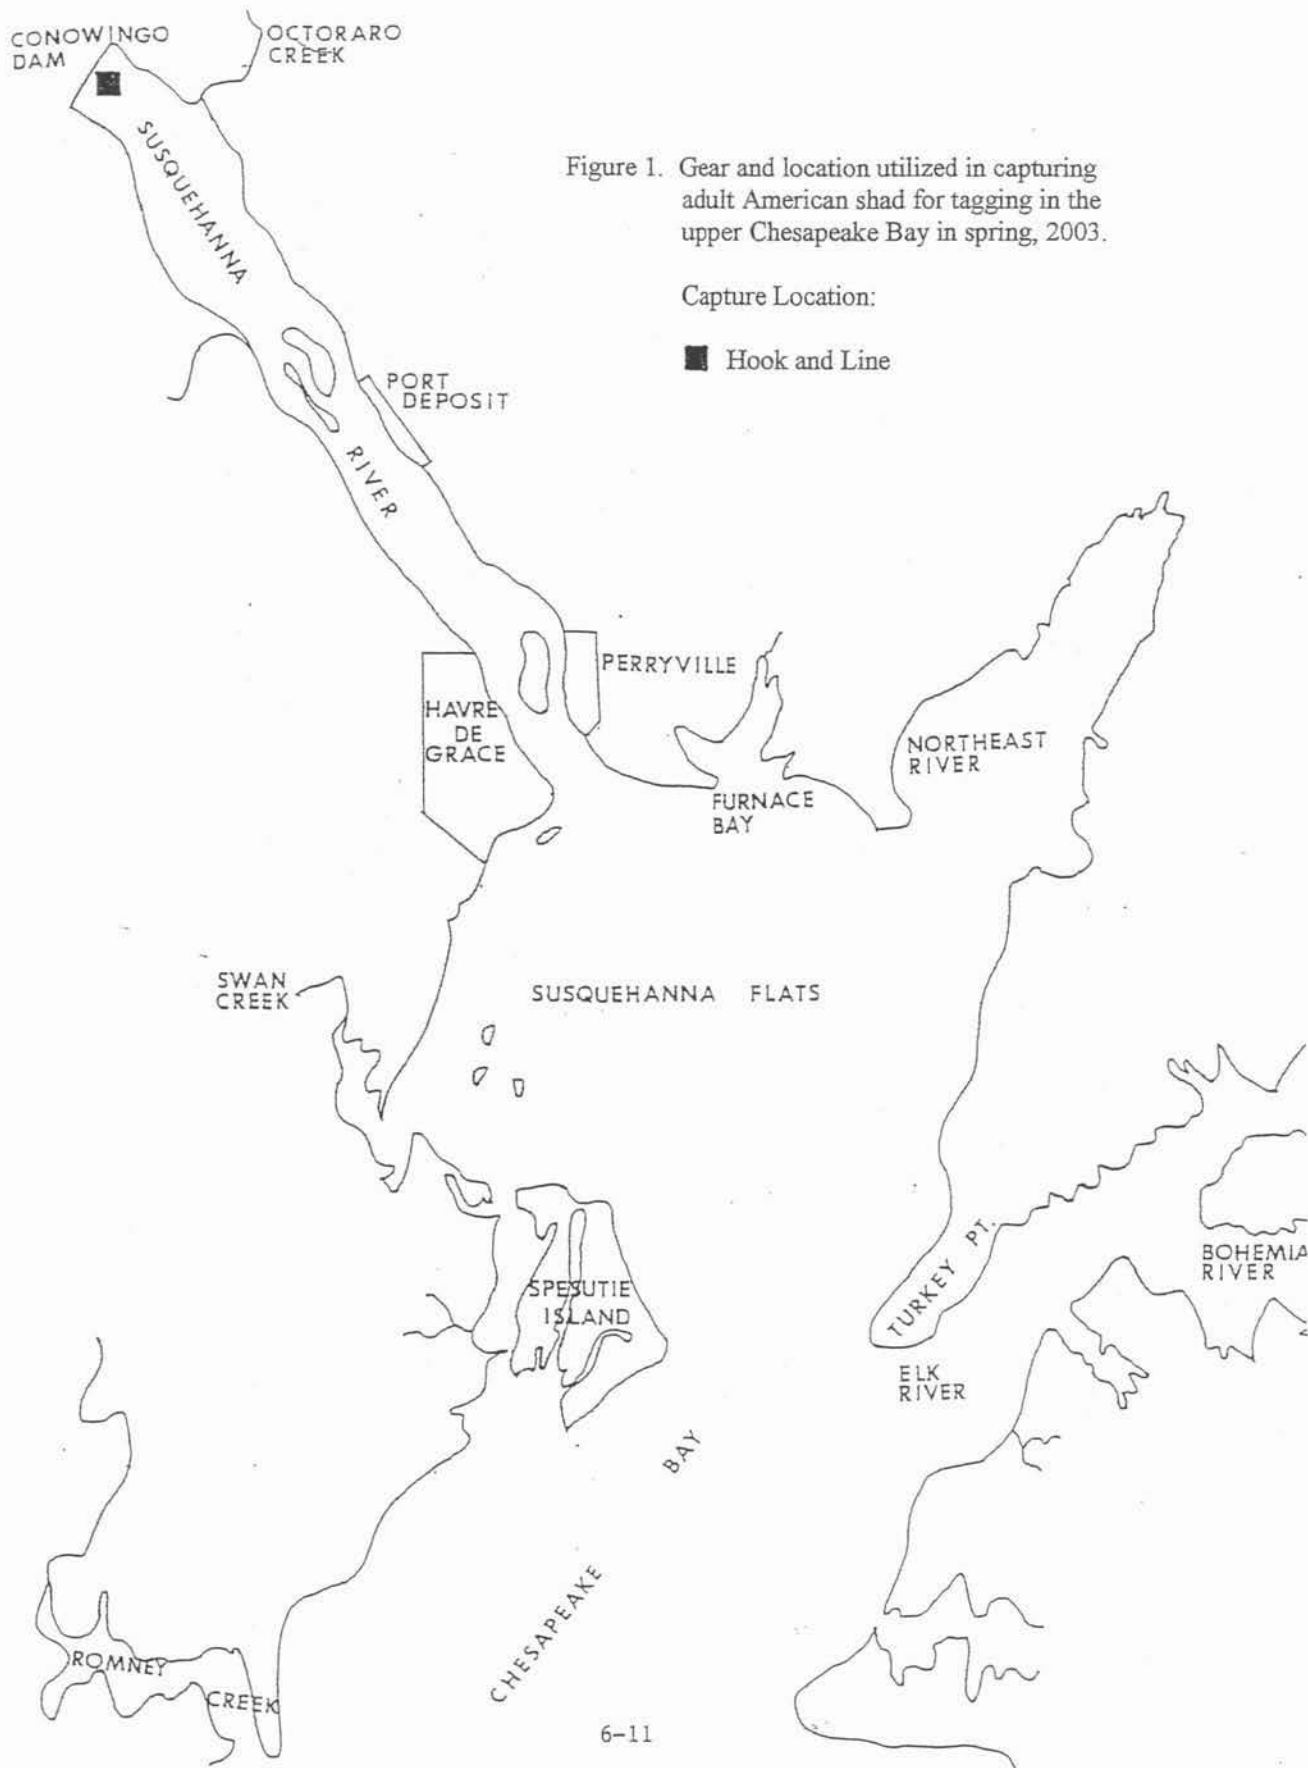 CONOWINGO
DAM
OCTORARO
CREEK
SUSQUEHANNA
Figure 1. Gear and location utilized in capturing
adult American shad for tagging in the
upper Chesapeake Bay in spring, 2003.
Capture Location:
Hook and Line
PORT
DEPOSIT
RIVER
PERRYVILLE
HAVRE
DE
GRACE
NORTHEAST
RIVER
FURNACE
BAY
SWAN
CREEK
SUSQUEHANNA FLATS
TURKEY PT.
BOHEMIA
RIVER
SPESUTIE
ISLAND
ELK
RIVER
CHESAPEAKE BAY
ROMNEY
CREEK
6-11